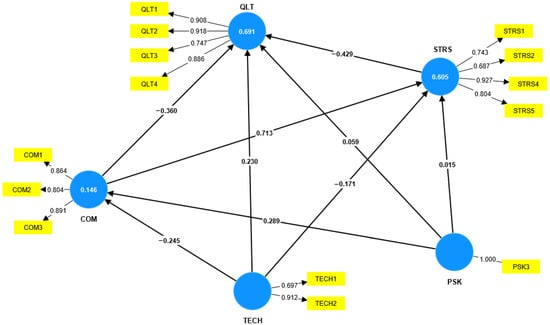 QLT
QLT1
0.908
QLT2
0.918
QLT3
0.747
QLT4
0.886
0.691
STRS
STRS1
0.743
STRS2
0.687
STRS4
0.927
STRS5
0.804
0.605
−0.429
−0.360
0.713
0.230
0.059
−0.171
0.015
COM1
0.864
COM2
0.804
COM3
0.891
0.146
COM
0.289
−0.245
PSK
1.000
PSK3
TECH
TECH1
0.697
TECH2
0.912